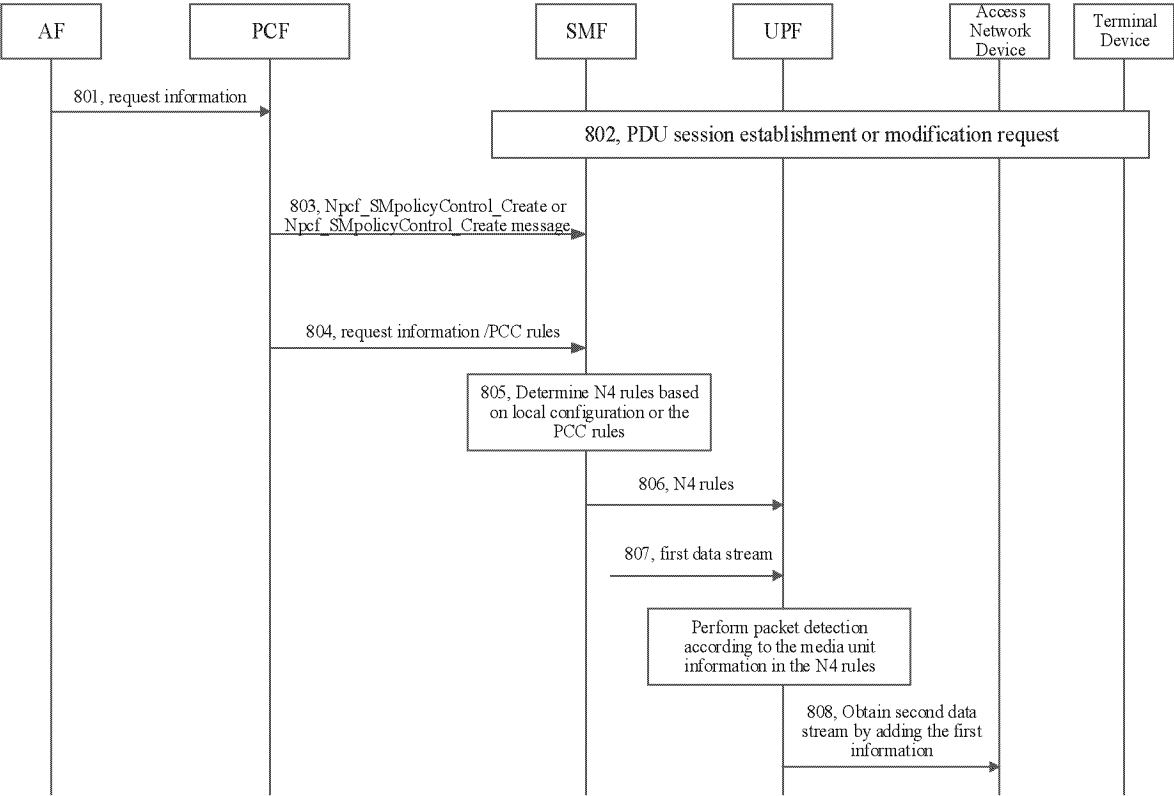 AF
PCF
SMF
UPF
Access
Network
Device
Terminal
Device
801, request information
802, PDU session establishment or modification request
803, Npcf_SMpolicyControl_Create or
Npcf_SMpolicyControl_Create message
804, request information /PCC rules
805, Determine N4 rules based
on local configuration or the
PCC rules
806, N4 rules
807, first data stream
Perform packet detection
according to the media unit
information in the N4 rules
808, Obtain second data
stream by adding the first
information